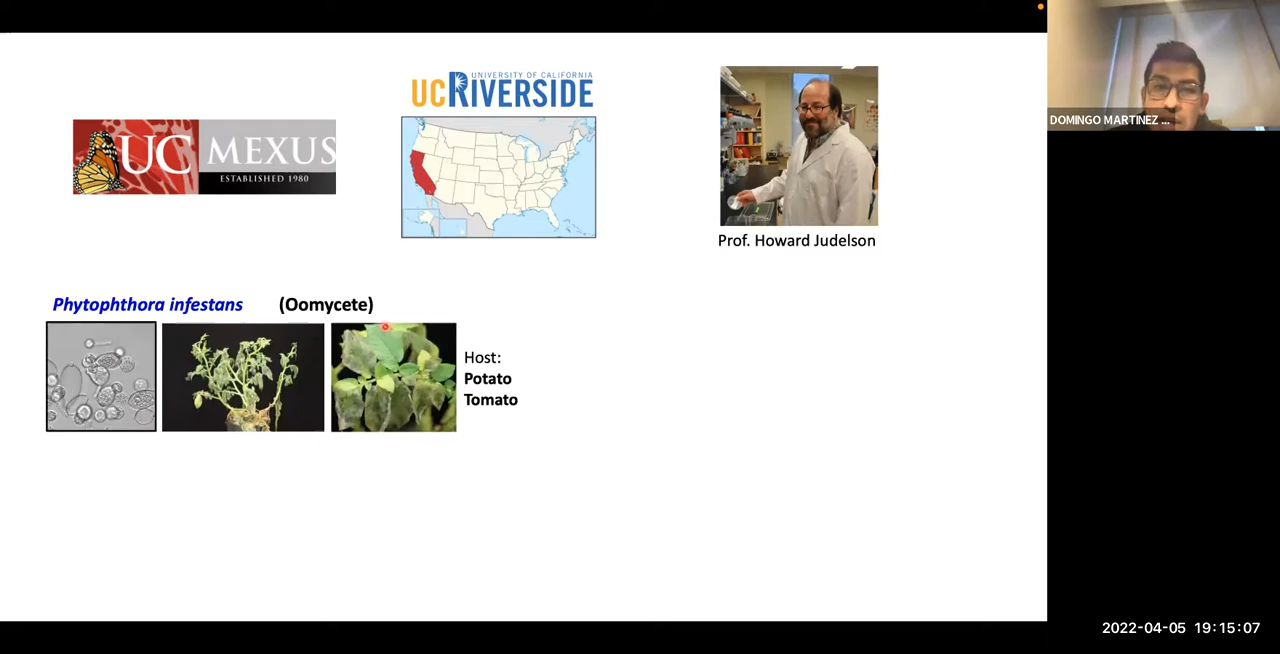 UNIVERSITY OF CALIFORNIA
UCRIVERSIDE
UC MEXUS
ESTABLISHED 1980
Prof. Howard Judelson
Phytophthora infestans (Oomycete)
Host:
Potato
Tomato
DOMINGO MARTINEZ ...
2022-04-05 19:15:07